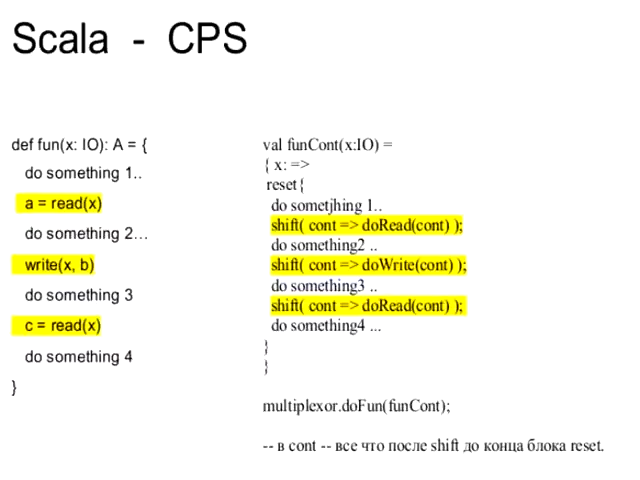 Scala - CPS
def fun(x: IO): A = {
do something 1..
a = read(x)
do something 2...
write(x, b)
do something 3
c = read(x)
do something 4
}
val funCont(x:IO) =
{ x: =>
reset{
do sometjhing 1..
shift( cont => doRead(cont) );
do something2 ..
shift( cont => doWrite(cont) );
do something3 ..
shift( cont => doRead(cont) );
do something4 ...
}
}
multiplexor.doFun(funCont);
-- в cont -- все что после shift до конца блока reset.